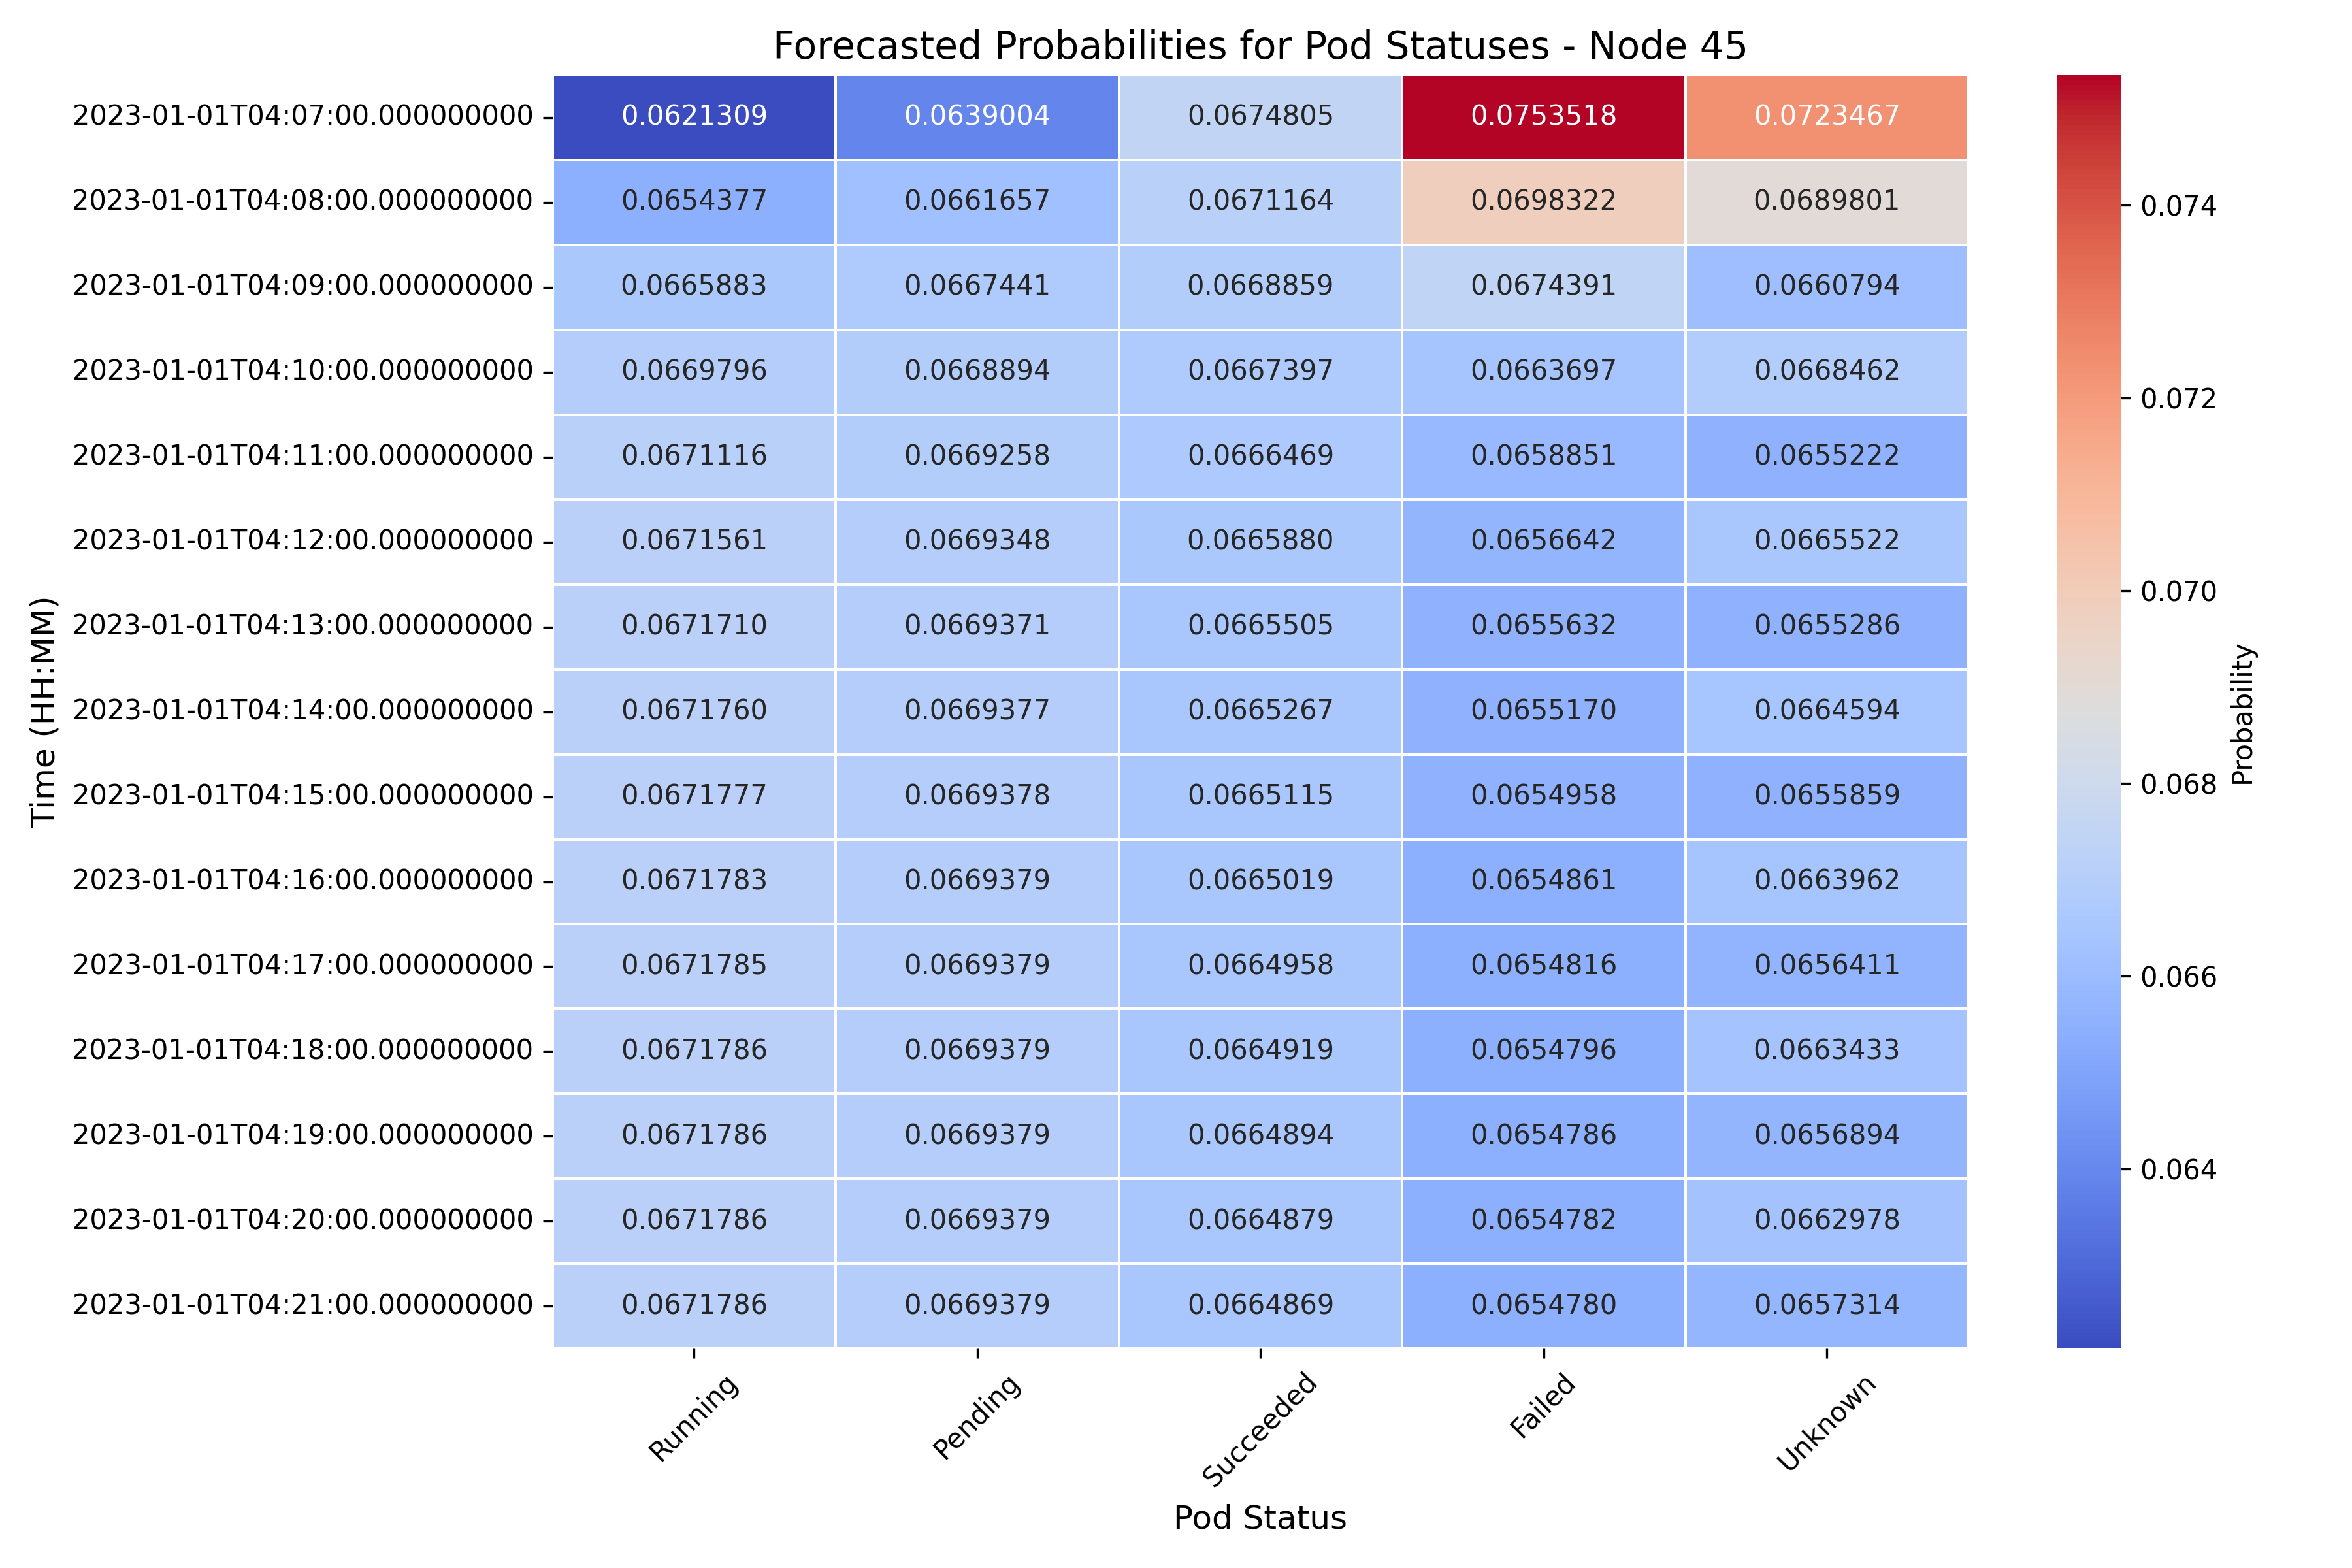 Forecasted Probabilities for Pod Statuses - Node 45
2023-01-01T04:07:00.000000000 0.0621309 0.0639004 0.0674805 0.0753518 0.0723467
2023-01-01T04:08:00.000000000 0.0654377 0.0661657 0.0671164 0.0698322 0.0689801
2023-01-01T04:09:00.000000000 0.0665883 0.0667441 0.0668859 0.0674391 0.0660794
2023-01-01T04:10:00.000000000 0.0669796 0.0668894 0.0667397 0.0663697 0.0668462
2023-01-01T04:11:00.000000000 0.0671116 0.0669258 0.0666469 0.0658851 0.0655222
2023-01-01T04:12:00.000000000 0.0671561 0.0669348 0.0665880 0.0656642 0.0665522
2023-01-01T04:13:00.000000000 0.0671710 0.0669371 0.0665505 0.0655632 0.0655286
2023-01-01T04:14:00.000000000 0.0671760 0.0669377 0.0665267 0.0655170 0.0664594
2023-01-01T04:15:00.000000000 0.0671777 0.0669378 0.0665115 0.0654958 0.0655859
2023-01-01T04:16:00.000000000 0.0671783 0.0669379 0.0665019 0.0654861 0.0663962
2023-01-01T04:17:00.000000000 0.0671785 0.0669379 0.0664958 0.0654816 0.0656411
2023-01-01T04:18:00.000000000 0.0671786 0.0669379 0.0664919 0.0654796 0.0663433
2023-01-01T04:19:00.000000000 0.0671786 0.0669379 0.0664894 0.0654786 0.0656894
2023-01-01T04:20:00.000000000 0.0671786 0.0669379 0.0664879 0.0654782 0.0662978
2023-01-01T04:21:00.000000000 0.0671786 0.0669379 0.0664869 0.0654780 0.0657314
Time (HH:MM)
Running Pending Succeeded Failed Unknown
Pod Status
0.074
0.072
0.070
0.068
0.066
0.064
Probability